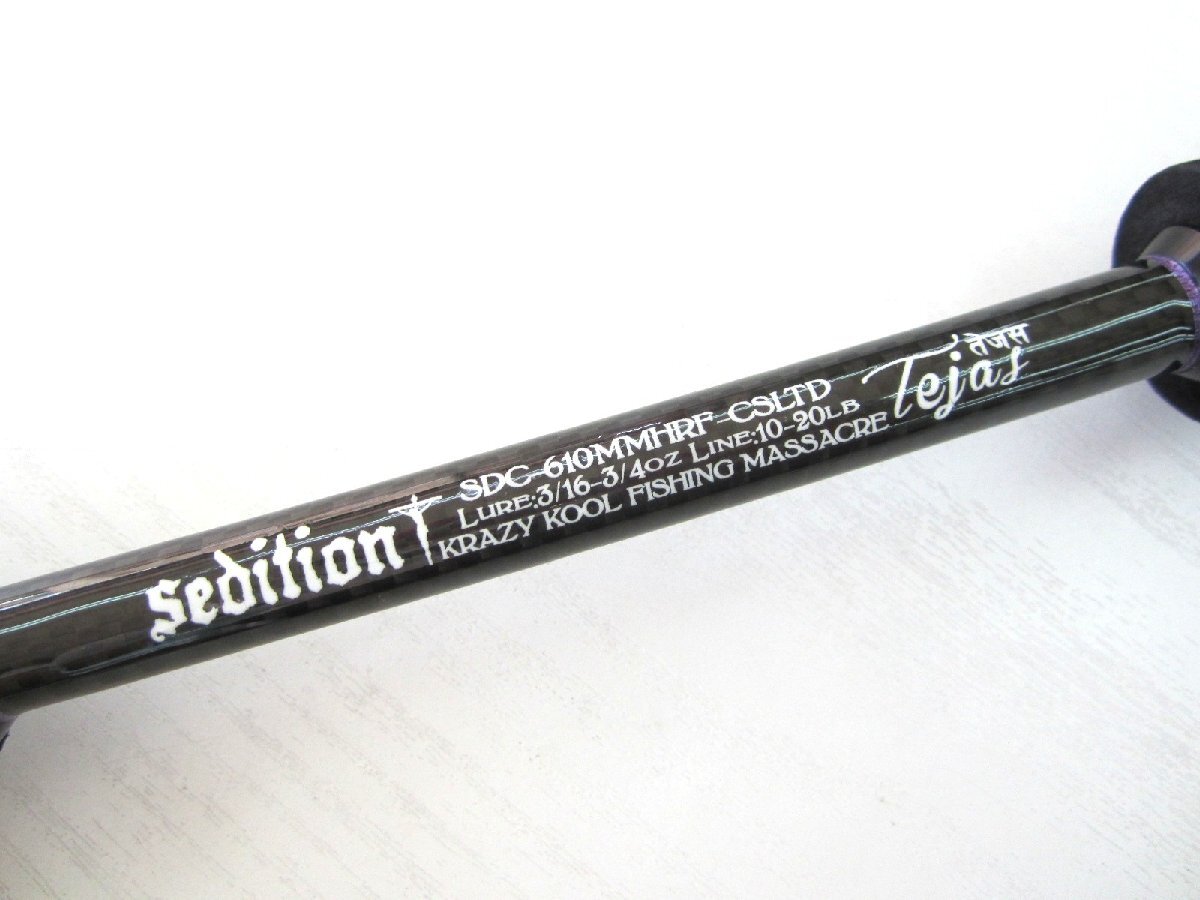 sedition
SDC-610MMHRF-CSLTD
LURE:3/16-3/4OZ LINE:10-20LB
KRAZY KOOL FISHING MASSACRE
तेजस
Tejas